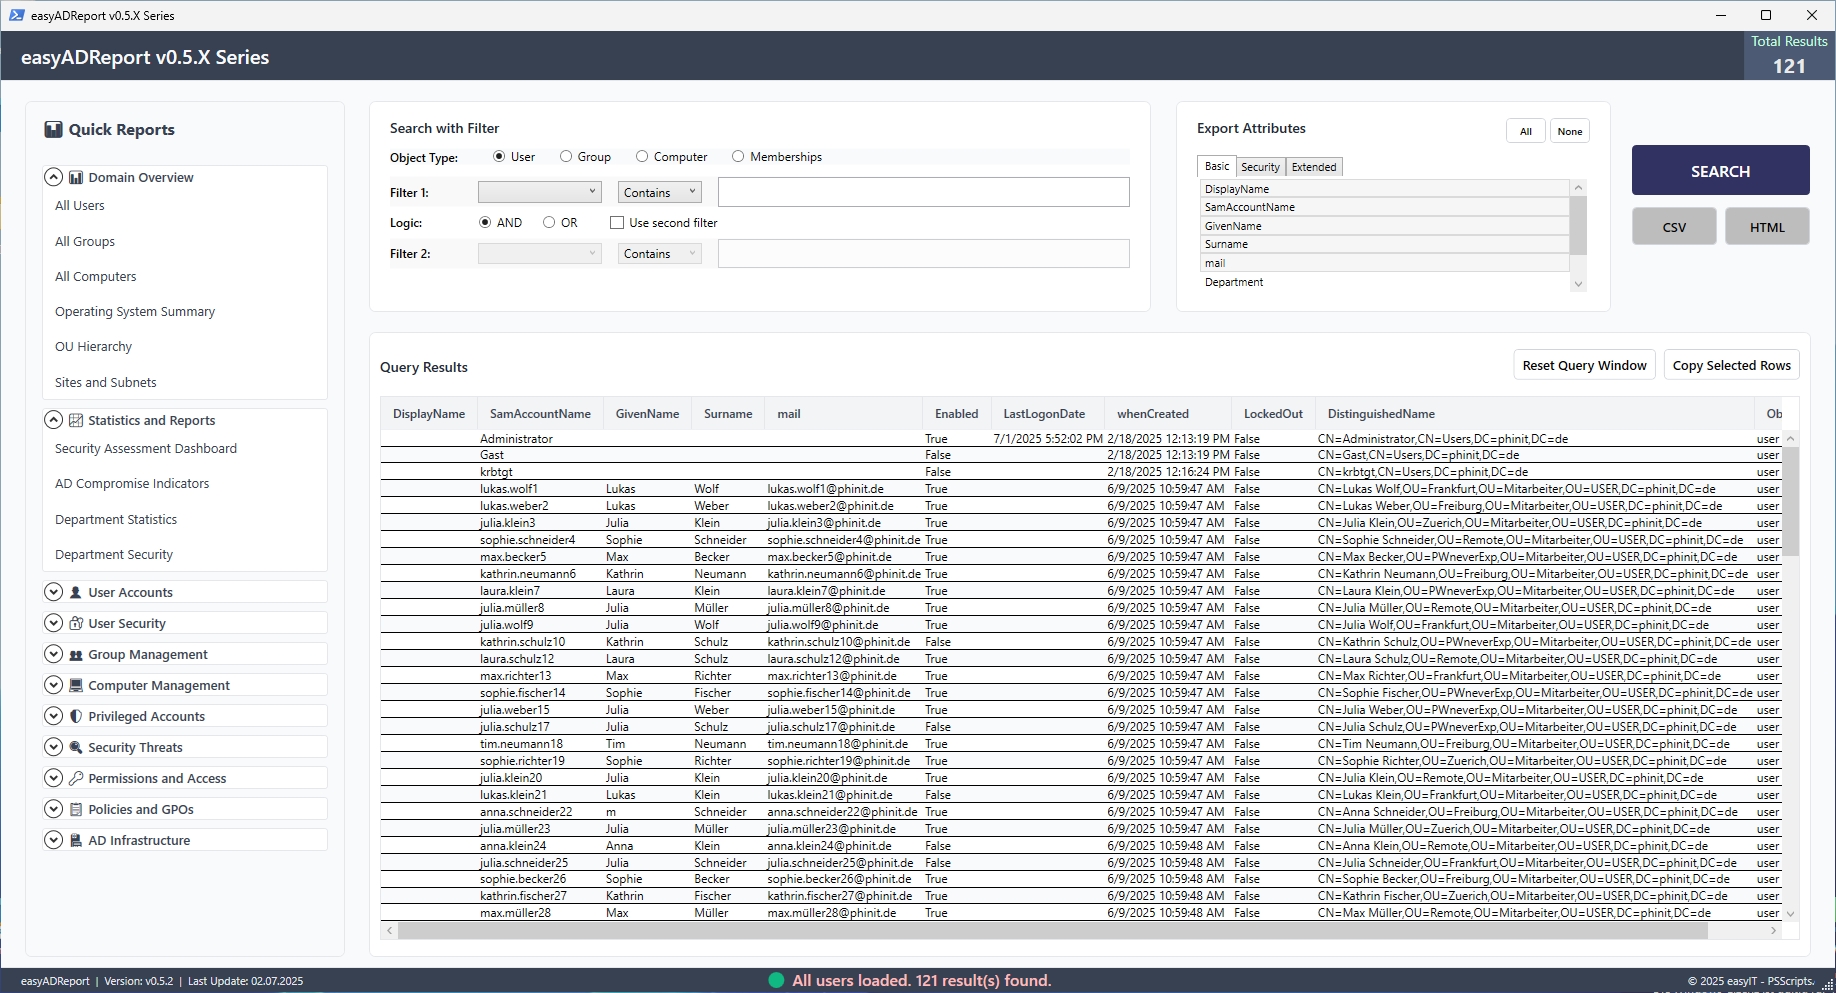 easyADReport v0.5.X Series
easyADReport v0.5.X Series
Total Results
121
Quick Reports
Domain Overview
All Users
All Groups
All Computers
Operating System Summary
OU Hierarchy
Sites and Subnets
Statistics and Reports
Security Assessment Dashboard
AD Compromise Indicators
Department Statistics
Department Security
User Accounts
User Security
Group Management
Computer Management
Privileged Accounts
Security Threats
Permissions and Access
Policies and GPOs
AD Infrastructure
Search with Filter
Object Type: User Group Computer Memberships
Filter 1: Contains
Logic: AND OR Use second filter
Filter 2: Contains
Export Attributes All None
Basic Security Extended
DisplayName
SamAccountName
GivenName
Surname
mail
Department
SEARCH
CSV HTML
Query Results Reset Query Window Copy Selected Rows
DisplayName SamAccountName GivenName Surname mail Enabled LastLogonDate whenCreated LockedOut DistinguishedName Ob
Administrator True 7/1/2025 5:52:02 PM 2/18/2025 12:13:19 PM False CN=Administrator,CN=Users,DC=phinit,DC=de user
Gast False 2/18/2025 12:13:19 PM False CN=Gast,CN=Users,DC=phinit,DC=de user
krbtgt False 2/18/2025 12:16:24 PM False CN=krbtgt,CN=Users,DC=phinit,DC=de user
lukas.wolf1 Lukas Wolf lukas.wolf1@phinit.de True 6/9/2025 10:59:47 AM False CN=Lukas Wolf,OU=Frankfurt,OU=Mitarbeiter,OU=USER,DC=phinit,DC=de user
lukas.weber2 Lukas Weber lukas.weber2@phinit.de True 6/9/2025 10:59:47 AM False CN=Lukas Weber,OU=Freiburg,OU=Mitarbeiter,OU=USER,DC=phinit,DC=de user
julia.klein3 Julia Klein julia.klein3@phinit.de True 6/9/2025 10:59:47 AM False CN=Julia Klein,OU=Zuerich,OU=Mitarbeiter,OU=USER,DC=phinit,DC=de user
sophie.schneider4 Sophie Schneider sophie.schneider4@phinit.de True 6/9/2025 10:59:47 AM False CN=Sophie Schneider,OU=Remote,OU=Mitarbeiter,OU=USER,DC=phinit,DC=de user
max.becker5 Max Becker max.becker5@phinit.de True 6/9/2025 10:59:47 AM False CN=Max Becker,OU=PWneverExp,OU=Mitarbeiter,OU=USER,DC=phinit,DC=de user
kathrin.neumann6 Kathrin Neumann kathrin.neumann6@phinit.de True 6/9/2025 10:59:47 AM False CN=Kathrin Neumann,OU=Freiburg,OU=Mitarbeiter,OU=USER,DC=phinit,DC=de user
laura.klein7 Laura Klein laura.klein7@phinit.de True 6/9/2025 10:59:47 AM False CN=Laura Klein,OU=PWneverExp,OU=Mitarbeiter,OU=USER,DC=phinit,DC=de user
julia.müller8 Julia Müller julia.müller8@phinit.de True 6/9/2025 10:59:47 AM False CN=Julia Müller,OU=Remote,OU=Mitarbeiter,OU=USER,DC=phinit,DC=de user
julia.wolf9 Julia Wolf julia.wolf9@phinit.de True 6/9/2025 10:59:47 AM False CN=Julia Wolf,OU=Frankfurt,OU=Mitarbeiter,OU=USER,DC=phinit,DC=de user
kathrin.schulz10 Kathrin Schulz kathrin.schulz10@phinit.de False 6/9/2025 10:59:47 AM False CN=Kathrin Schulz,OU=PWneverExp,OU=Mitarbeiter,OU=USER,DC=phinit,DC=de user
laura.schulz12 Laura Schulz laura.schulz12@phinit.de True 6/9/2025 10:59:47 AM False CN=Laura Schulz,OU=Remote,OU=Mitarbeiter,OU=USER,DC=phinit,DC=de user
max.richter13 Max Richter max.richter13@phinit.de True 6/9/2025 10:59:47 AM False CN=Max Richter,OU=Frankfurt,OU=Mitarbeiter,OU=USER,DC=phinit,DC=de user
sophie.fischer14 Sophie Fischer sophie.fischer14@phinit.de True 6/9/2025 10:59:47 AM False CN=Sophie Fischer,OU=PWneverExp,OU=Mitarbeiter,OU=USER,DC=phinit,DC=de user
julia.weber15 Julia Weber julia.weber15@phinit.de True 6/9/2025 10:59:47 AM False CN=Julia Weber,OU=PWneverExp,OU=Mitarbeiter,OU=USER,DC=phinit,DC=de user
julia.schulz17 Julia Schulz julia.schulz17@phinit.de False 6/9/2025 10:59:47 AM False CN=Julia Schulz,OU=PWneverExp,OU=Mitarbeiter,OU=USER,DC=phinit,DC=de user
tim.neumann18 Tim Neumann tim.neumann18@phinit.de True 6/9/2025 10:59:47 AM False CN=Tim Neumann,OU=Freiburg,OU=Mitarbeiter,OU=USER,DC=phinit,DC=de user
sophie.richter19 Sophie Richter sophie.richter19@phinit.de True 6/9/2025 10:59:47 AM False CN=Sophie Richter,OU=Zuerich,OU=Mitarbeiter,OU=USER,DC=phinit,DC=de user
julia.klein20 Julia Klein julia.klein20@phinit.de True 6/9/2025 10:59:47 AM False CN=Julia Klein,OU=Remote,OU=Mitarbeiter,OU=USER,DC=phinit,DC=de user
lukas.klein21 Lukas Klein lukas.klein21@phinit.de False 6/9/2025 10:59:47 AM False CN=Lukas Klein,OU=Frankfurt,OU=Mitarbeiter,OU=USER,DC=phinit,DC=de user
anna.schneider22 m Schneider anna.schneider22@phinit.de True 6/9/2025 10:59:47 AM False CN=Anna Schneider,OU=Freiburg,OU=Mitarbeiter,OU=USER,DC=phinit,DC=de user
julia.müller23 Julia Müller julia.müller23@phinit.de True 6/9/2025 10:59:47 AM False CN=Julia Müller,OU=Zuerich,OU=Mitarbeiter,OU=USER,DC=phinit,DC=de user
anna.klein24 Anna Klein anna.klein24@phinit.de False 6/9/2025 10:59:48 AM False CN=Anna Klein,OU=Remote,OU=Mitarbeiter,OU=USER,DC=phinit,DC=de user
julia.schneider25 Julia Schneider julia.schneider25@phinit.de True 6/9/2025 10:59:48 AM False CN=Julia Schneider,OU=Frankfurt,OU=Mitarbeiter,OU=USER,DC=phinit,DC=de user
sophie.becker26 Sophie Becker sophie.becker26@phinit.de True 6/9/2025 10:59:48 AM False CN=Sophie Becker,OU=Freiburg,OU=Mitarbeiter,OU=USER,DC=phinit,DC=de user
kathrin.fischer27 Kathrin Fischer kathrin.fischer27@phinit.de True 6/9/2025 10:59:48 AM False CN=Kathrin Fischer,OU=Zuerich,OU=Mitarbeiter,OU=USER,DC=phinit,DC=de user
max.müller28 Max Müller max.müller28@phinit.de True 6/9/2025 10:59:48 AM False CN=Max Müller,OU=Remote,OU=Mitarbeiter,OU=USER,DC=phinit,DC=de user
easyADReport | Version: v0.5.2 | Last Update: 02.07.2025 All users loaded. 121 result(s) found. © 2025 easyIT - PSScripts.